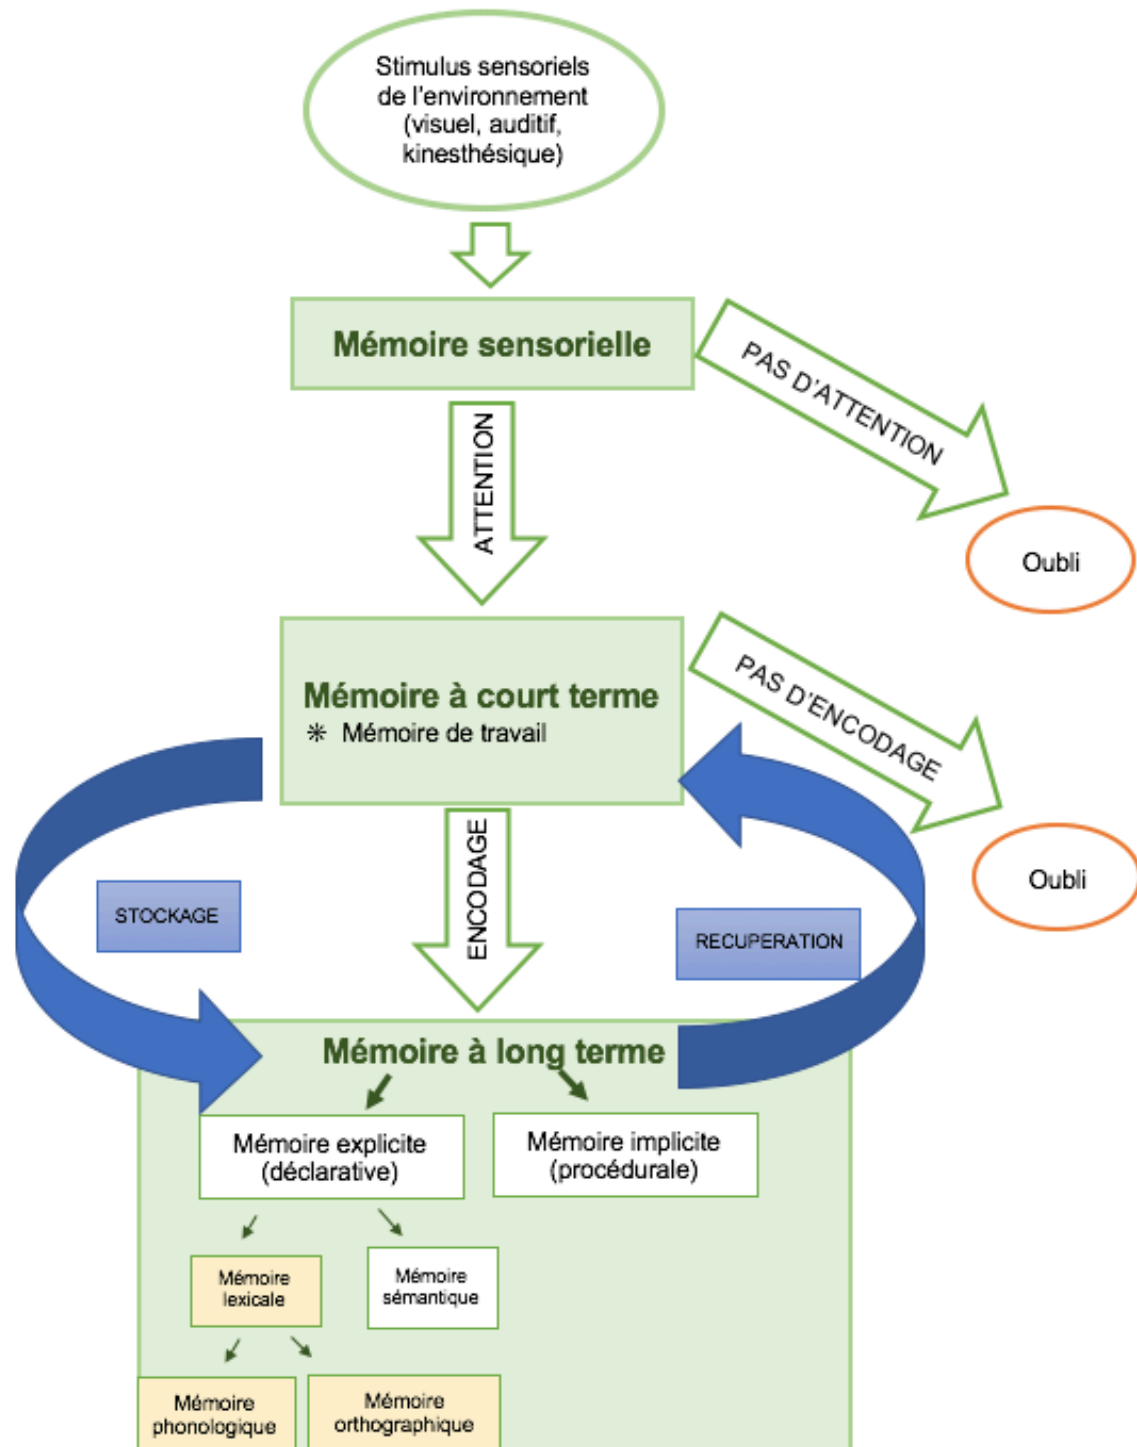 Stimulus sensoriels
de l'environnement
(visuel, auditif,
kinesthésique)
Mémoire sensorielle
PAS D'ATTENTION
ATTENTION
Oubli
Mémoire à court terme
✳ Mémoire de travail
PAS D'ENCODAGE
Oubli
ENCODAGE
STOCKAGE
RECUPERATION
Mémoire à long terme
Mémoire explicite
(déclarative)
Mémoire implicite
(procédurale)
Mémoire
lexicale
Mémoire
sémantique
Mémoire
phonologique
Mémoire
orthographique